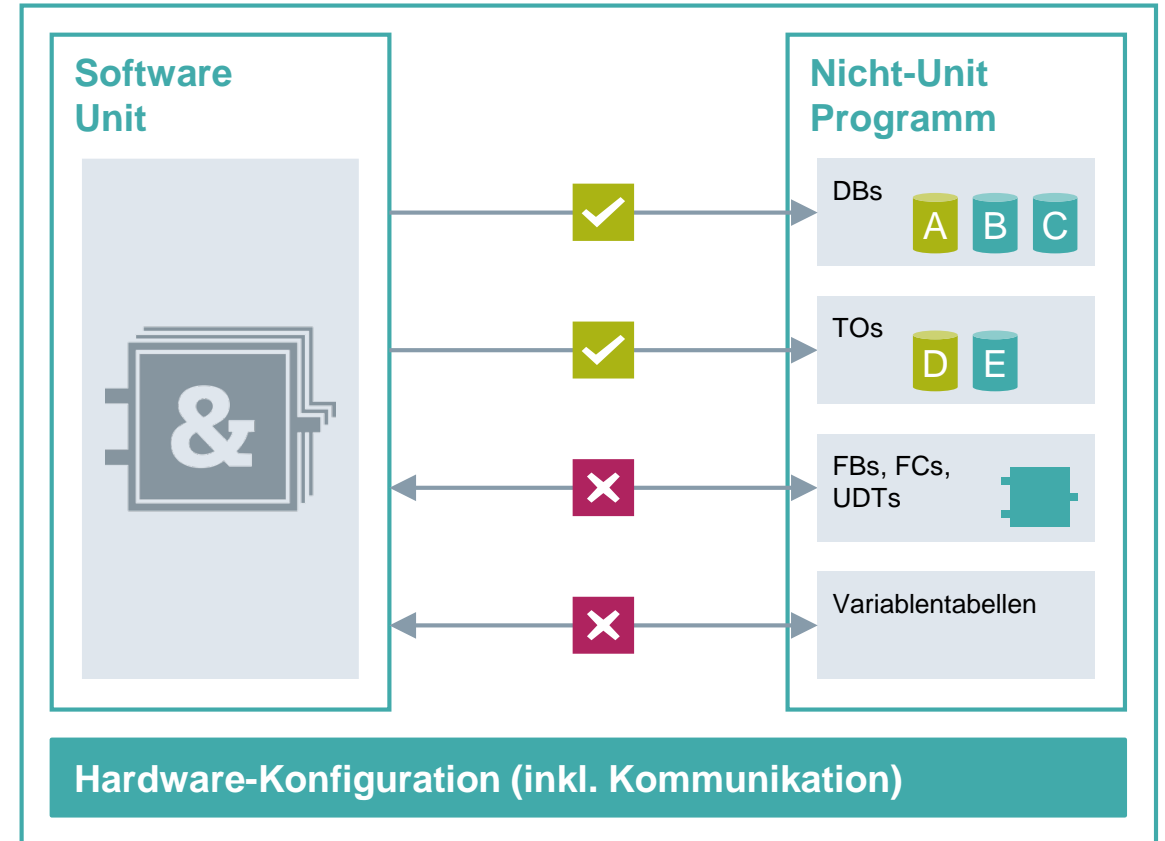 Software
Unit
&
Nicht-Unit
Programm
DBs
A B C
TOs
D E
FBs, FCs,
UDTs
Variablentabellen
Hardware-Konfiguration (inkl. Kommunikation)